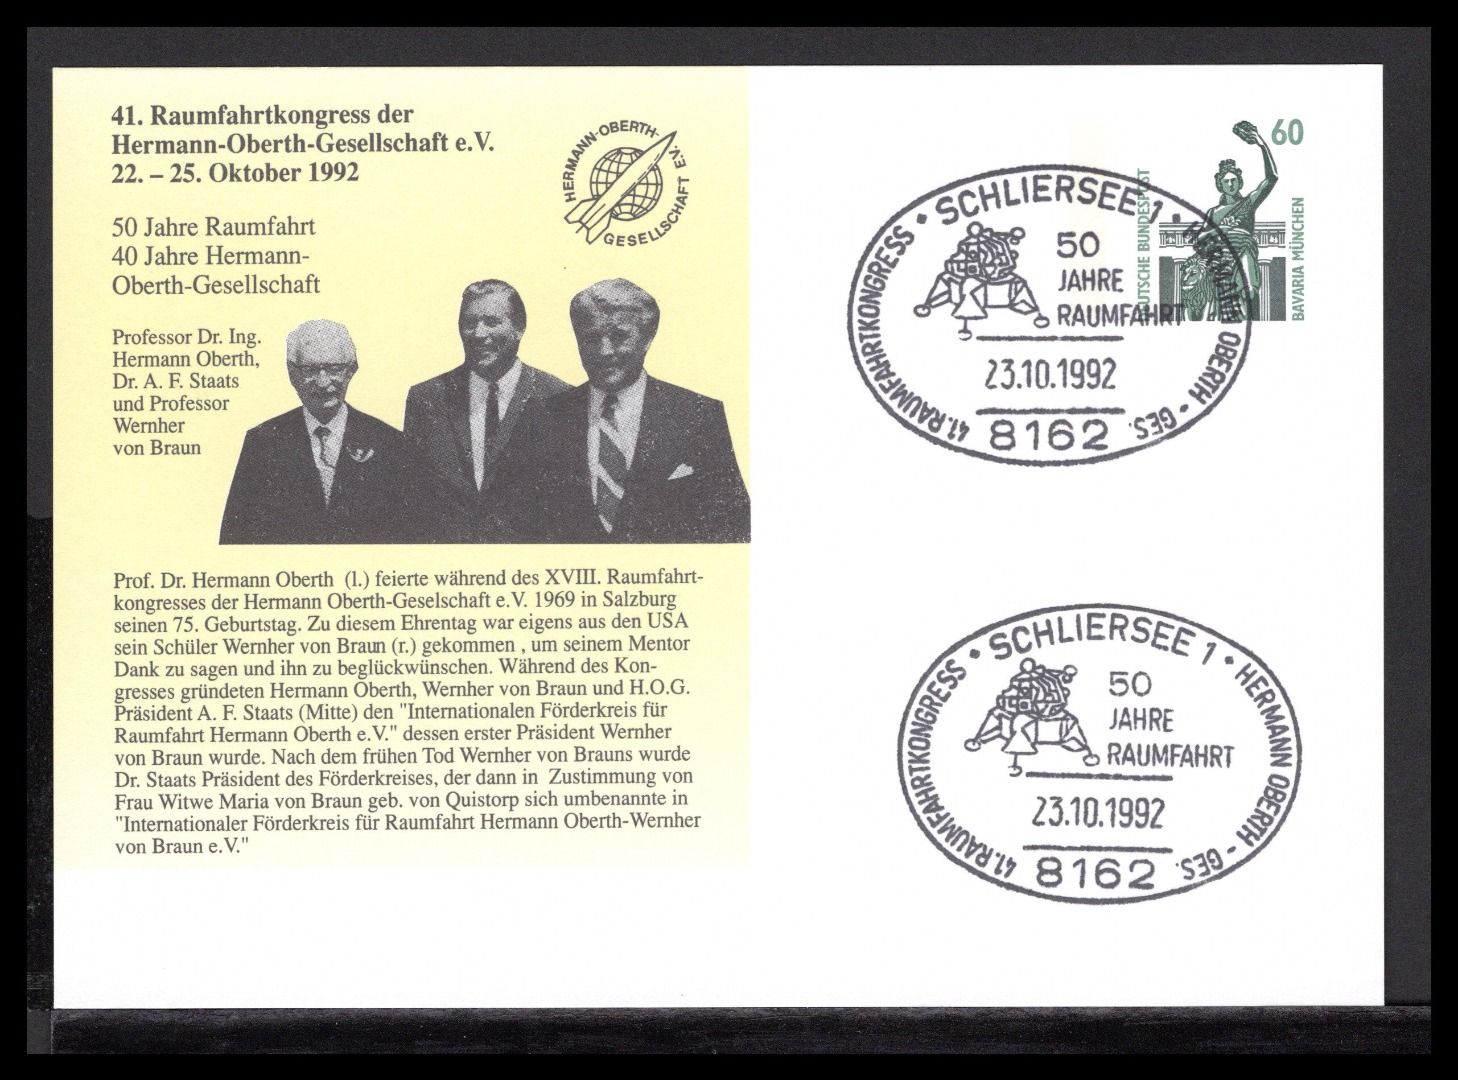 41. Raumfahrtkongress der
Hermann-Oberth-Gesellschaft e.V.
22. – 25. Oktober 1992
50 Jahre Raumfahrt
40 Jahre Hermann-
Oberth-Gesellschaft
HERMANN-OBERTH-
GESELLSCHAFT E.V.
Professor Dr. Ing.
Hermann Oberth,
Dr. A. F. Staats
und Professor
Wernher
von Braun
Prof. Dr. Hermann Oberth (l.) feierte während des XVIII. Raumfahrt-
kongresses der Hermann Oberth-Geselschaft e.V. 1969 in Salzburg
seinen 75. Geburtstag. Zu diesem Ehrentag war eigens aus den USA
sein Schüler Wernher von Braun (r.) gekommen , um seinem Mentor
Dank zu sagen und ihn zu beglückwünschen. Während des Kon-
gresses gründeten Hermann Oberth, Wernher von Braun und H.O.G.
Präsident A. F. Staats (Mitte) den "Internationalen Förderkreis für
Raumfahrt Hermann Oberth e.V." dessen erster Präsident Wernher
von Braun wurde. Nach dem frühen Tod Wernher von Brauns wurde
Dr. Staats Präsident des Förderkreises, der dann in Zustimmung von
Frau Witwe Maria von Braun geb. von Quistorp sich umbenannte in
"Internationaler Förderkreis für Raumfahrt Hermann Oberth-Wernher
von Braun e.V."
60
DEUTSCHE BUNDESPOST
BAVARIA MÜNCHEN
SCHLIERSEE 1
41. RAUMFAHRTKONGRESS
HERMANN OBERTH - GES.
50
JAHRE
RAUMFAHRT
23.10.1992
8162
SCHLIERSEE 1
41. RAUMFAHRTKONGRESS
HERMANN OBERTH - GES.
50
JAHRE
RAUMFAHRT
23.10.1992
8162